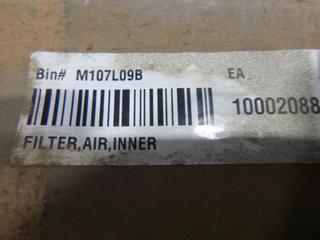 Bin# M107L09B EA
10002088
FILTER,AIR,INNER